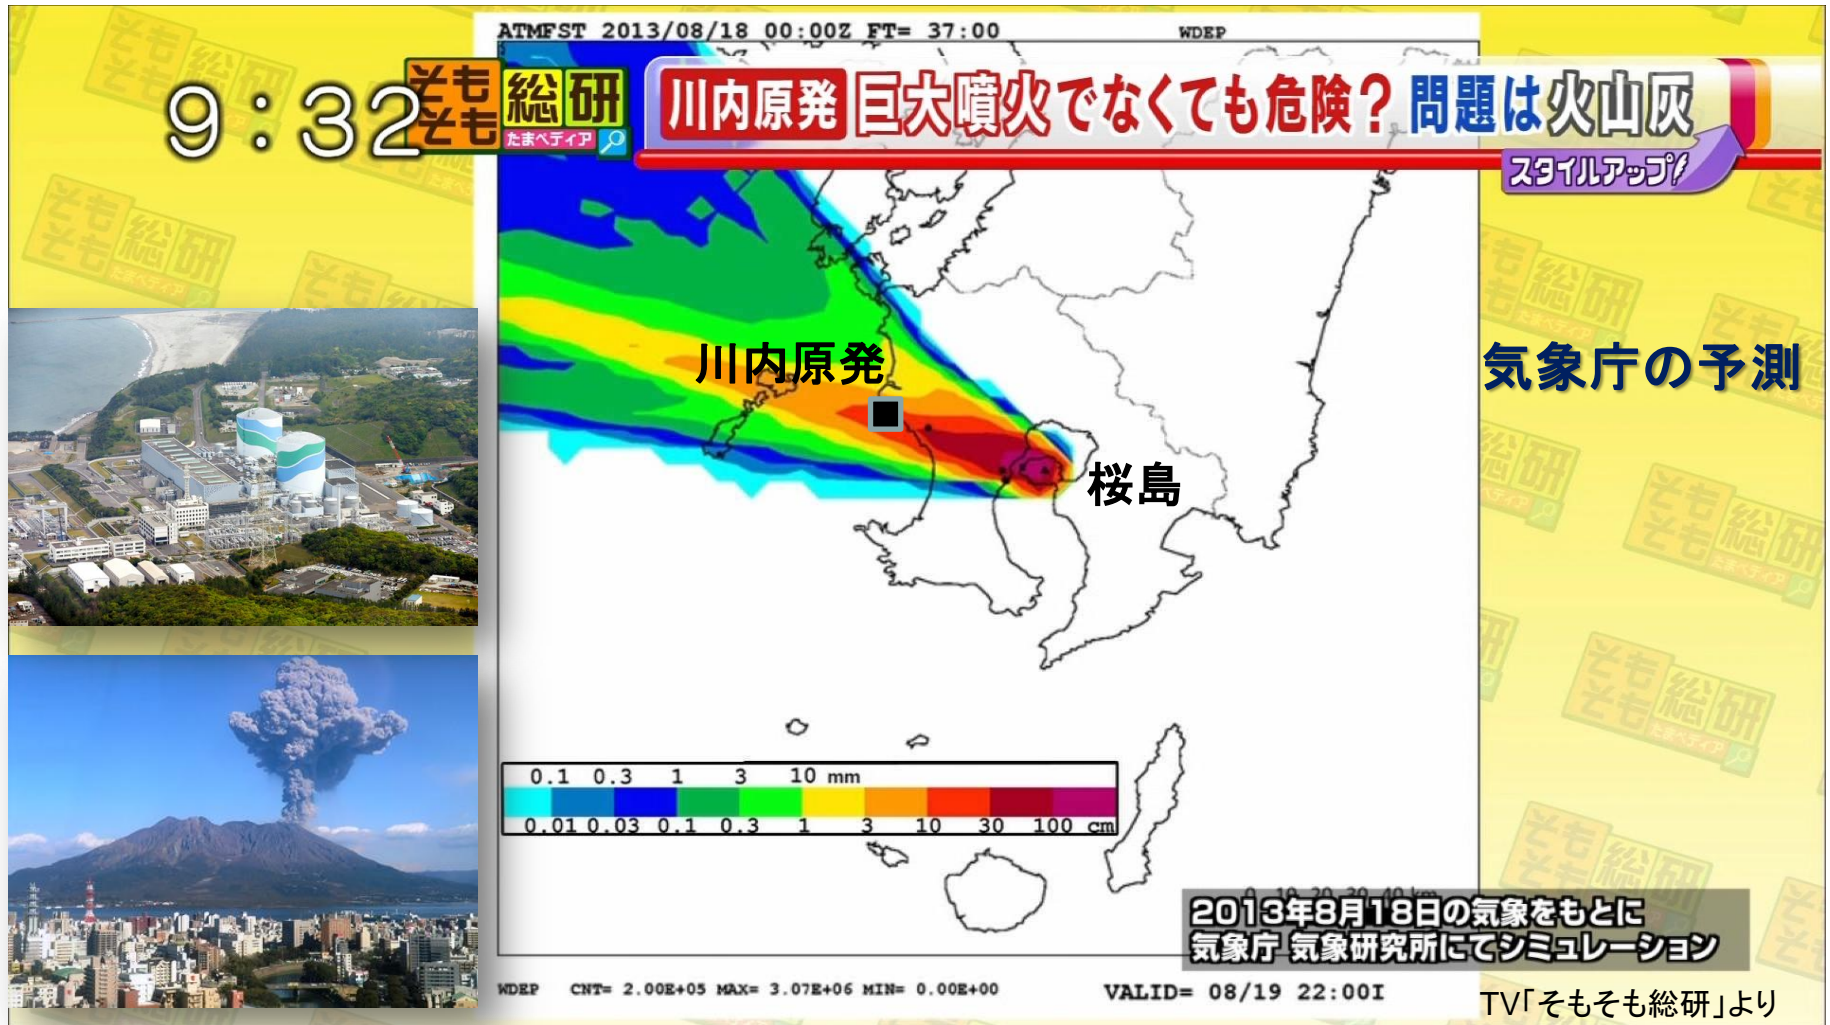 ATMFST 2013/08/18 00:00Z FT= 37:00 WDEP
9:32
そもそも総研
たまペディア
川内原発 巨大噴火でなくても危険? 問題は火山灰
スタイルアップ!
川内原発
気象庁の予測
桜島
0.1 0.3 1 3 10 mm
0.01 0.03 0.1 0.3 1 3 10 30 100 cm
0 10 20 30 40 km
2013年8月18日の気象をもとに
気象庁 気象研究所にてシミュレーション
WDEP CNT= 2.00E+05 MAX= 3.07E+06 MIN= 0.00E+00 VALID= 08/19 22:00I
TV「そもそも総研」より